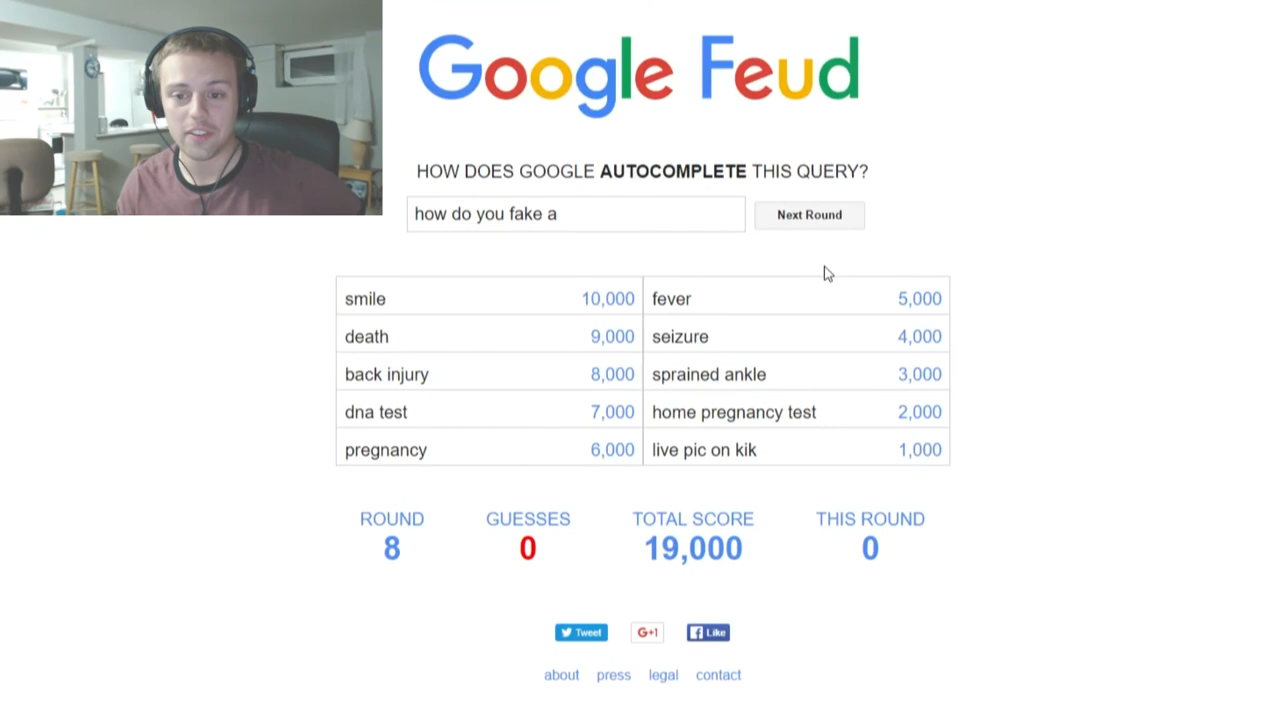 Google Feud
HOW DOES GOOGLE AUTOCOMPLETE THIS QUERY?
how do you fake a
Next Round
smile 10,000 fever 5,000
death 9,000 seizure 4,000
back injury 8,000 sprained ankle 3,000
dna test 7,000 home pregnancy test 2,000
pregnancy 6,000 live pic on kik 1,000
ROUND GUESSES TOTAL SCORE THIS ROUND
8 0 19,000 0
Tweet G+1 Like
about press legal contact